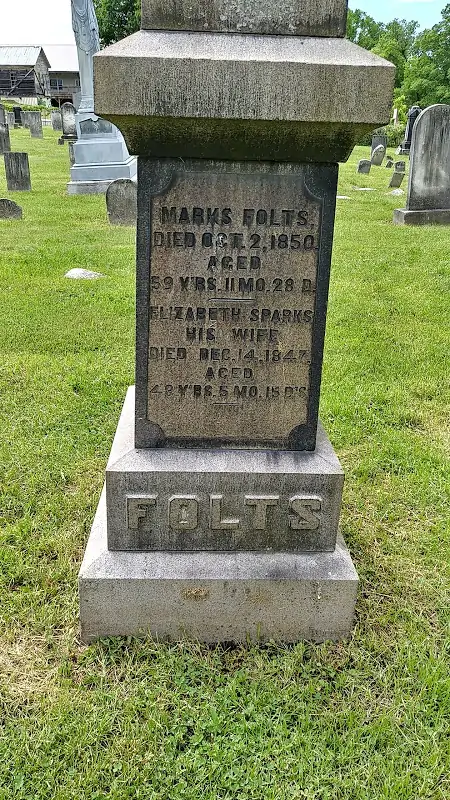 MARKS FOLTS,
DIED OCT. 2, 1850.
AGED
59 Y'RS. 11 MO. 28 D.
ELIZABETH SPARKS
HIS WIFE
DIED DEC. 14, 1847.
AGED
48 Y'RS. 5 MO. 15 D'S.
FOLTS